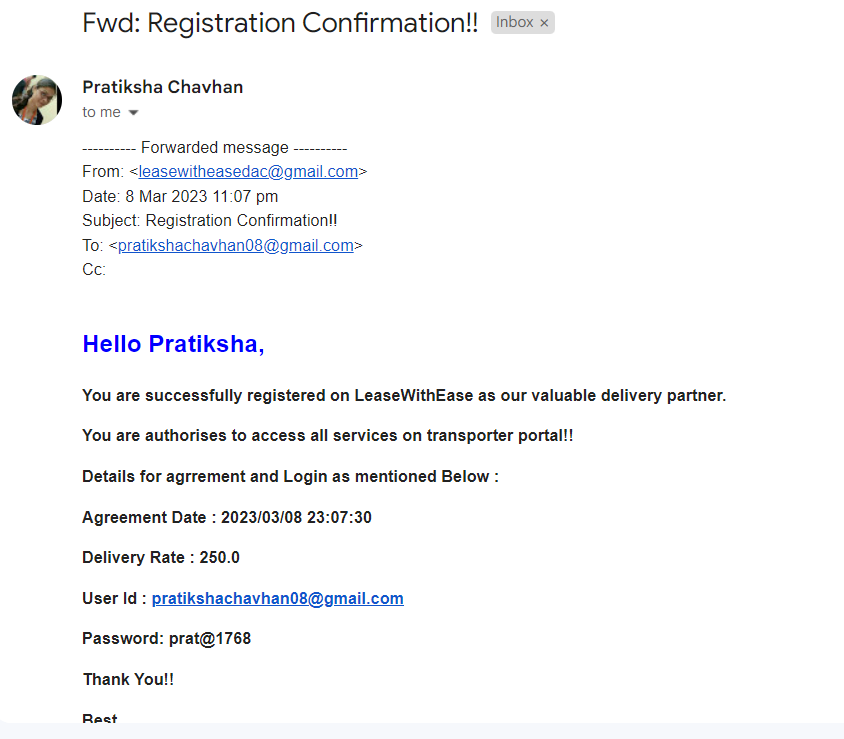 Fwd: Registration Confirmation!! Inbox ×
Pratiksha Chavhan
to me
---------- Forwarded message ----------
From: <leasewitheasedac@gmail.com>
Date: 8 Mar 2023 11:07 pm
Subject: Registration Confirmation!!
To: <pratikshachavhan08@gmail.com>
Cc:
Hello Pratiksha,
You are successfully registered on LeaseWithEase as our valuable delivery partner.
You are authorises to access all services on transporter portal!!
Details for agrrement and Login as mentioned Below :
Agreement Date : 2023/03/08 23:07:30
Delivery Rate : 250.0
User Id : pratikshachavhan08@gmail.com
Password: prat@1768
Thank You!!
Best